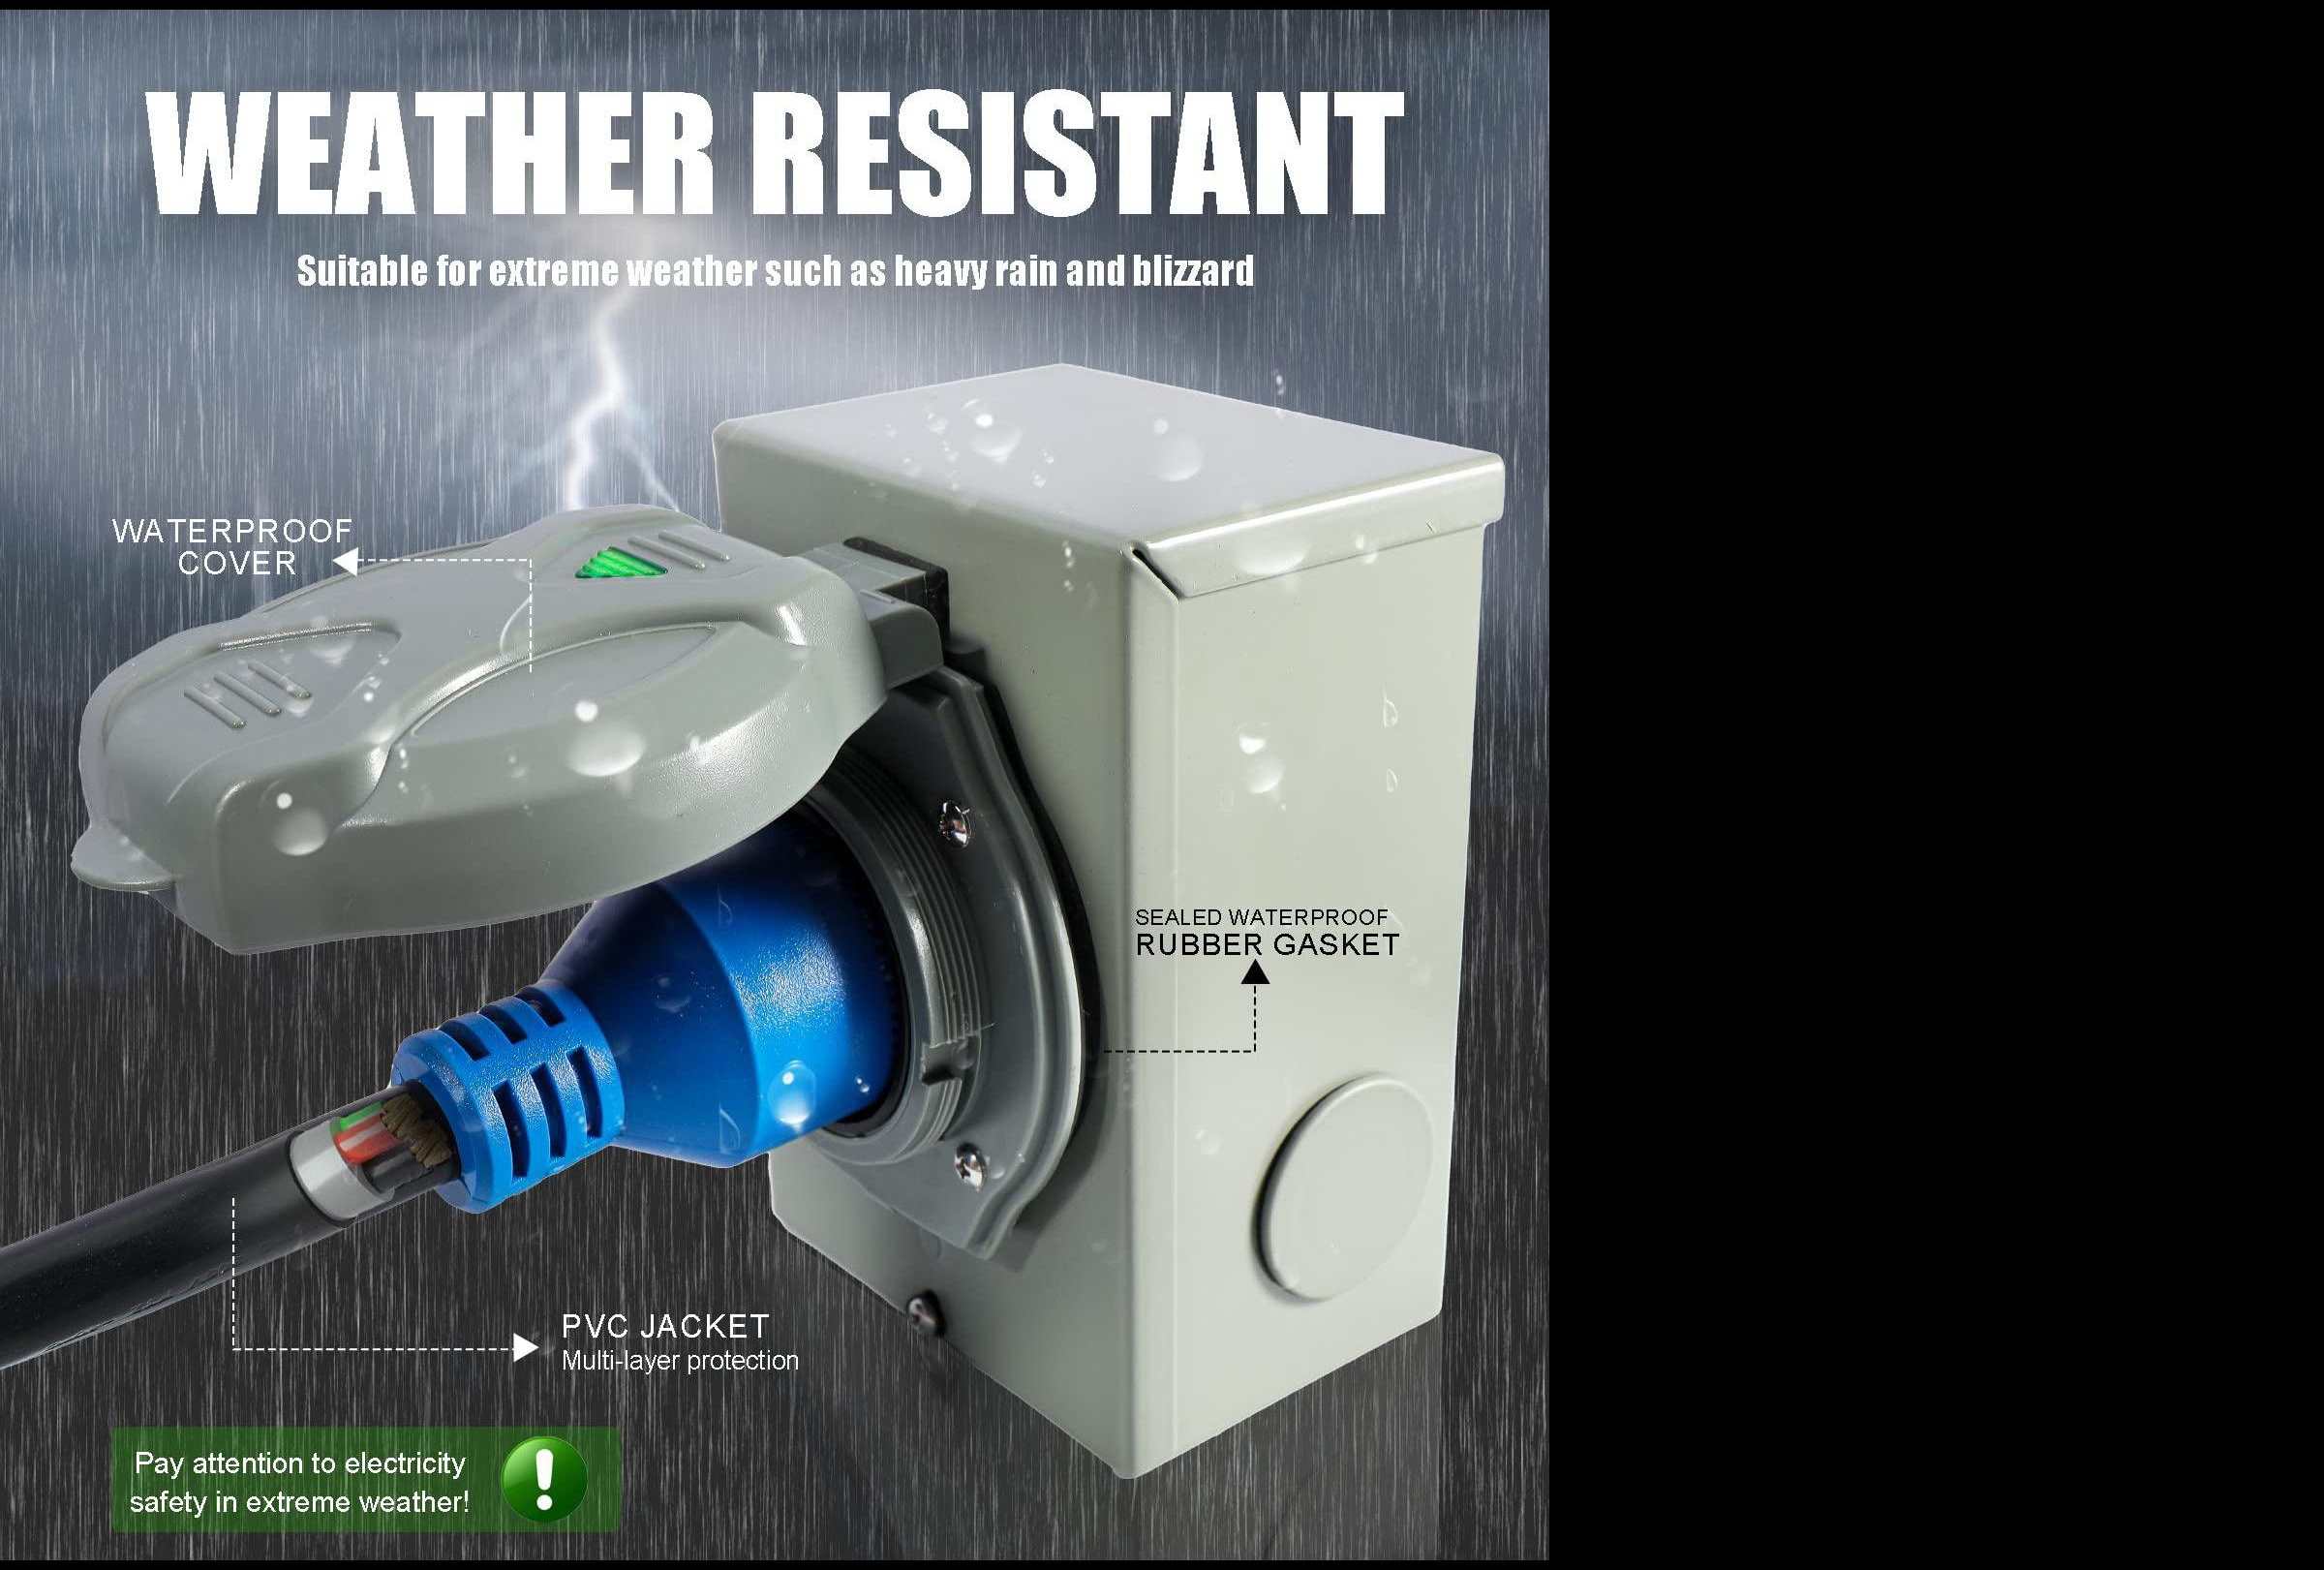 WEATHER RESISTANT
Suitable for extreme weather such as heavy rain and blizzard
WATERPROOF
COVER
SEALED WATERPROOF
RUBBER GASKET
PVC JACKET
Multi-layer protection
Pay attention to electricity
safety in extreme weather!